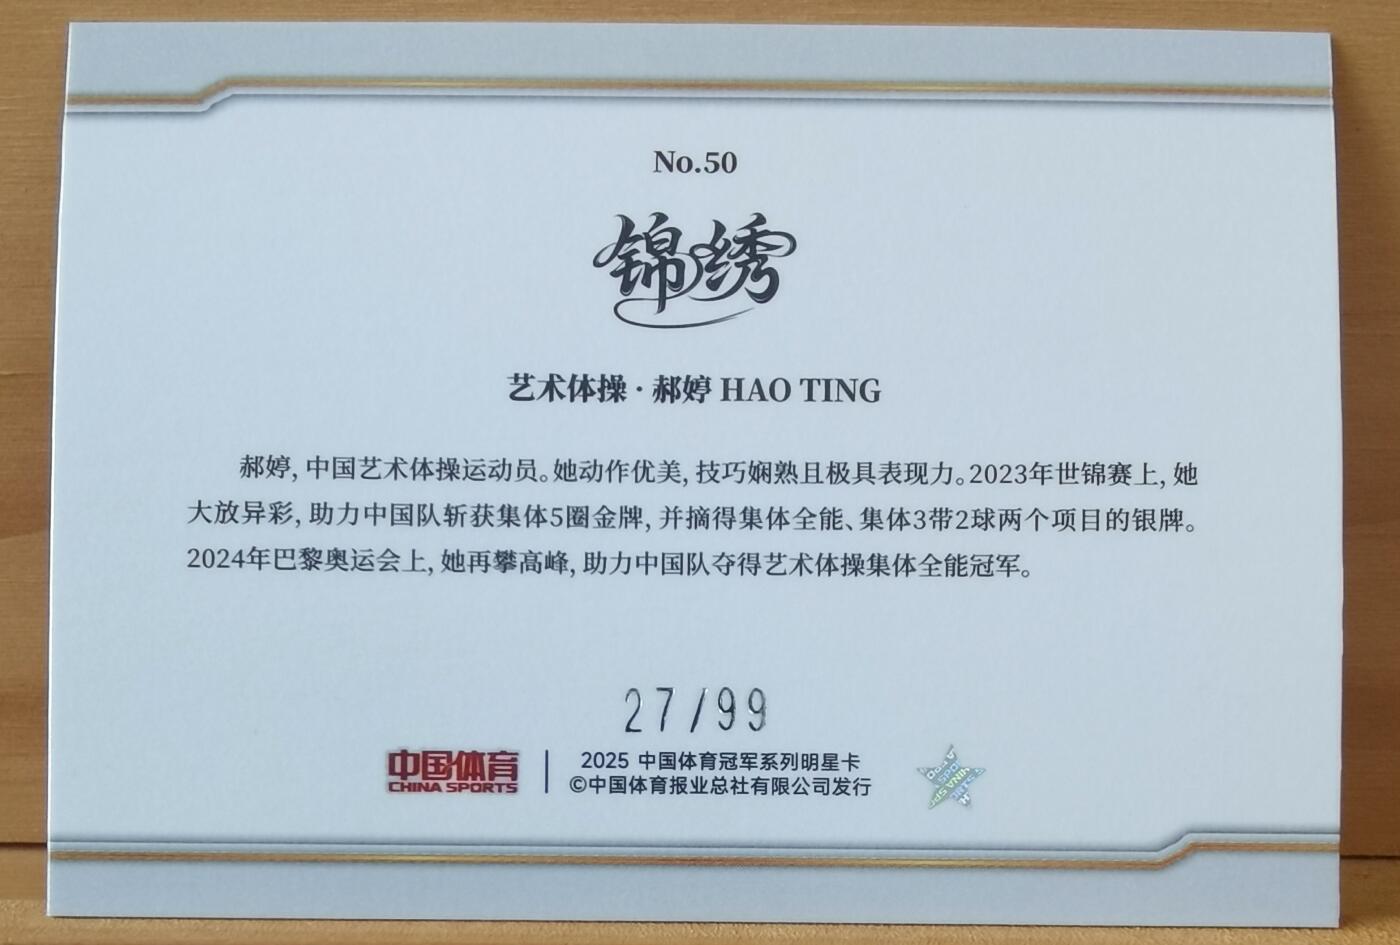 No.50
锦绣
艺术体操·郝婷 HAO TING
郝婷,中国艺术体操运动员。她动作优美,技巧娴熟且极具表现力。2023年世锦赛上,她
大放异彩,助力中国队斩获集体5圈金牌,并摘得集体全能、集体3带2球两个项目的银牌。
2024年巴黎奥运会上,她再攀高峰,助力中国队夺得艺术体操集体全能冠军。
27/99
中国体育
CHINA SPORTS
2025 中国体育冠军系列明星卡
©中国体育报业总社有限公司发行